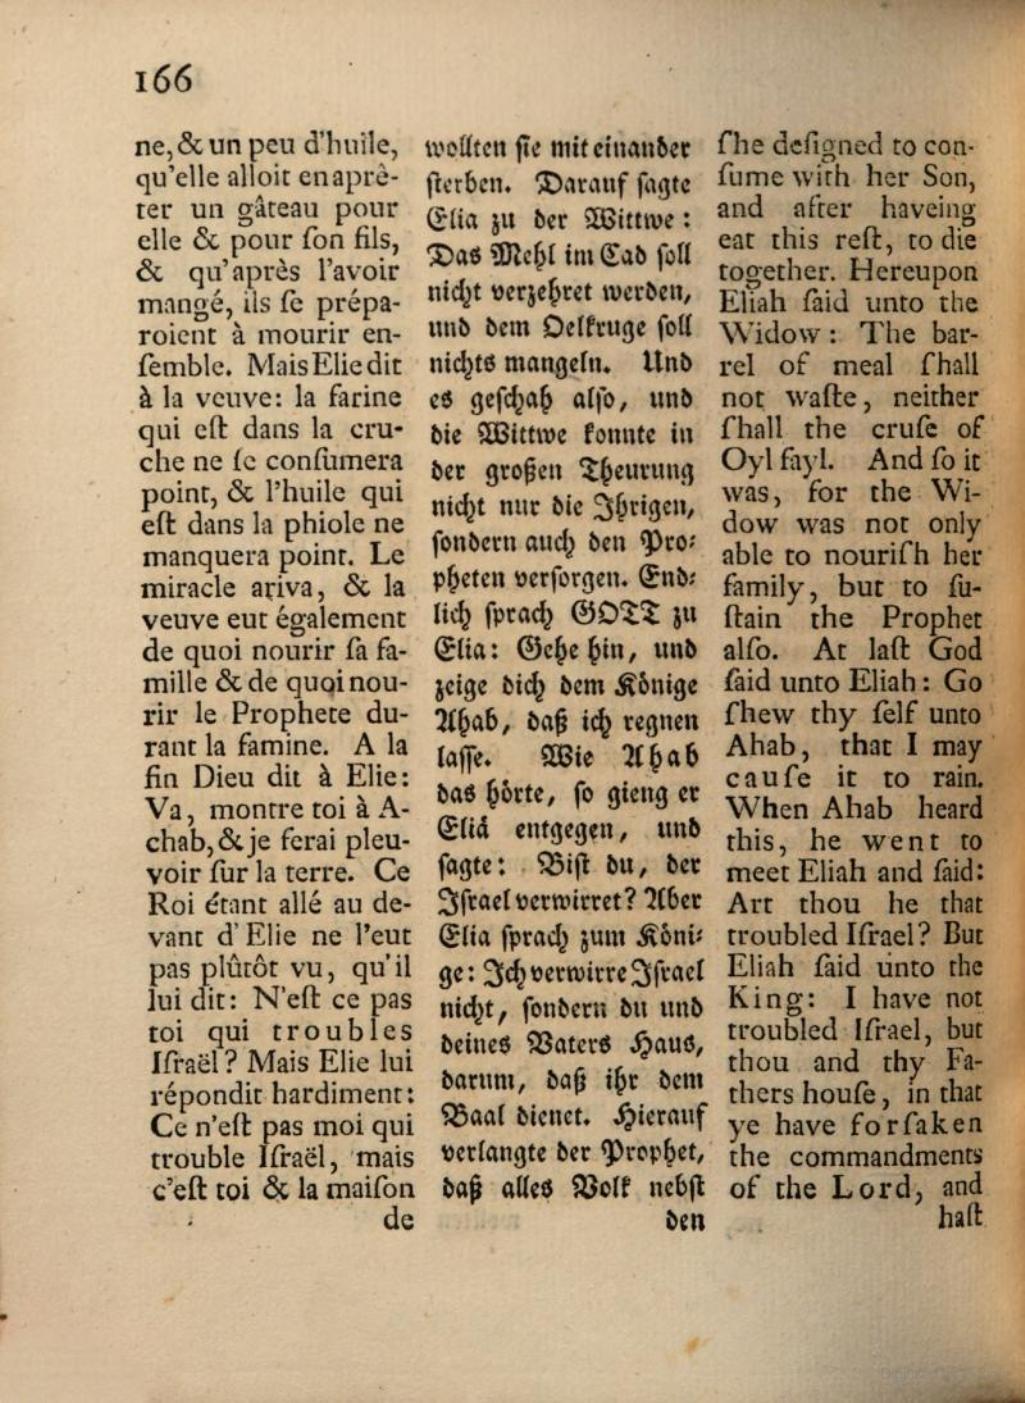 166
ne, & un peu d'huile,
qu'elle alloit enaprè-
ter un gâteau pour
elle & pour ſon fils,
& qu'après l'avoir
mangé, ils ſe prépa-
roient à mourir en-
ſemble. Mais Elie dit
à la veuve: la farine
qui eſt dans la cru-
che ne ſe conſumera
point, & l'huile qui
eſt dans la phiole ne
manquera point. Le
miracle ariva, & la
veuve eut également
de quoi nourir ſa fa-
mille & de quoi nou-
rir le Prophete du-
rant la famine. A la
fin Dieu dit à Elie:
Va, montre toi à A-
chab, & je ferai pleu-
voir ſur la terre. Ce
Roi étant allé au de-
vant d'Elie ne l'eut
pas plûtôt vu, qu'il
lui dit: N'eſt ce pas
toi qui troubles
Iſraël? Mais Elie lui
répondit hardiment:
Ce n'eſt pas moi qui
trouble Iſraël, mais
c'eſt toi & la maiſon
de
wollten ſie mit einander
ſterben. Darauf ſagte
Elia zu der Wittwe:
Das Mehl im Cad ſoll
nicht verzehret werden,
und dem Oelkruge ſoll
nichts mangeln. Und
es geſchah alſo, und
die Wittwe konnte in
der großen Theurung
nicht nur die Ihrigen,
ſondern auch den Pro-
pheten verſorgen. End-
lich ſprach GOTT zu
Elia: Gehe hin, und
zeige dich dem Könige
Ahab, daß ich regnen
laſſe. Wie Ahab
das hörte, ſo gieng er
Eliä entgegen, und
ſagte: Biſt du, der
Iſrael verwirret? Aber
Elia ſprach zum Köni-
ge: Ich verwirre Iſrael
nicht, ſondern du und
deines Vaters Haus,
darum, daß ihr dem
Baal dienet. Hierauf
verlangte der Prophet,
daß alles Volk nebſt
den
ſhe deſigned to con-
ſume with her Son,
and after haveing
eat this reſt, to die
together. Hereupon
Eliah ſaid unto the
Widow: The bar-
rel of meal ſhall
not waſte, neither
ſhall the cruſe of
Oyl fayl. And ſo it
was, for the Wi-
dow was not only
able to nouriſh her
family, but to ſu-
ſtain the Prophet
alſo. At laſt God
ſaid unto Eliah: Go
ſhew thy ſelf unto
Ahab, that I may
cauſe it to rain.
When Ahab heard
this, he went to
meet Eliah and ſaid:
Art thou he that
troubled Iſrael? But
Eliah ſaid unto the
King: I have not
troubled Iſrael, but
thou and thy Fa-
thers houſe, in that
ye have forſaken
the commandments
of the Lord, and
haſt